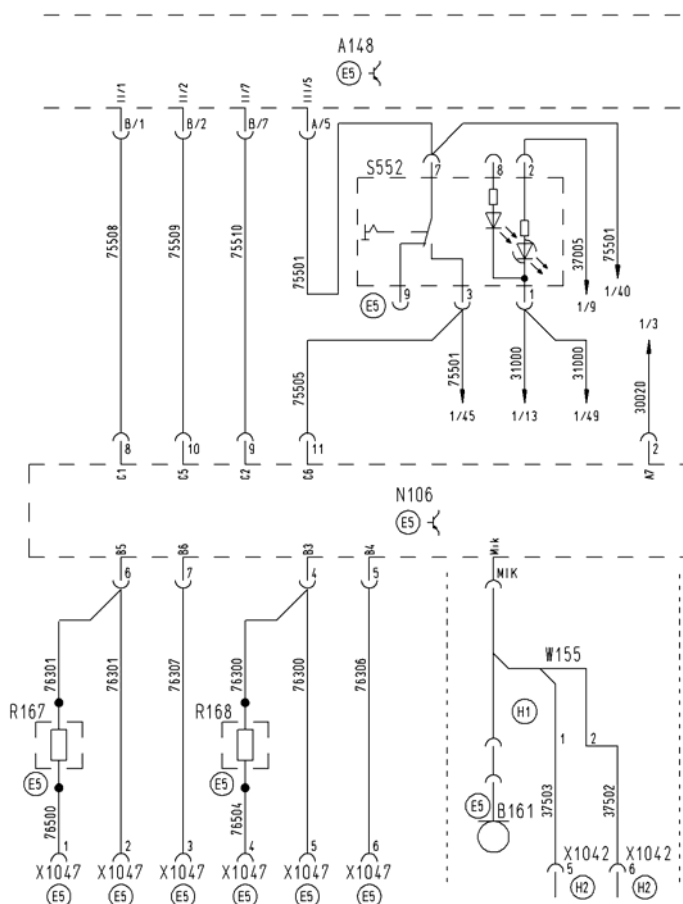 A148
E5
II/1
II/2
II/7
I/5
B/1
B/2
B/7
A/5
S552
7
8
2
75508
75509
75510
75501
37005
75501
1/9
1/40
E5
9
3
1
1/3
75505
75501
31000
31000
30020
1/45
1/13
1/49
8
10
9
11
2
C1
C5
C2
C6
A7
N106
E5
B5
B6
B3
B4
Mik
6
7
4
5
MIK
76301
76301
76307
76300
76300
76306
W155
R167
R168
H1
1
2
E5
E5
E5
B161
37503
37502
76500
76504
1
2
3
4
5
6
X1047
X1047
X1047
X1047
X1047
X1047
X1042
X1042
5
6
E5
E5
E5
E5
E5
E5
H2
H2